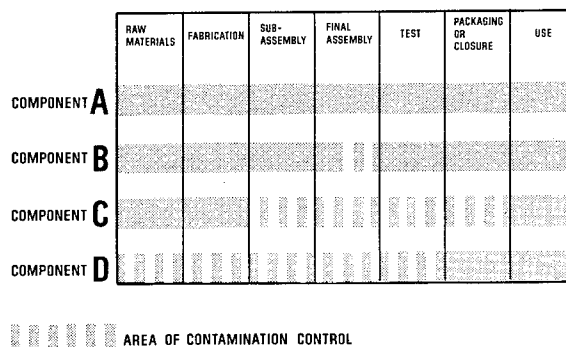 RAW MATERIALS
FABRICATION
SUB-ASSEMBLY
FINAL ASSEMBLY
TEST
PACKAGING OR CLOSURE
USE
COMPONENT A
COMPONENT B
COMPONENT C
COMPONENT D
AREA OF CONTAMINATION CONTROL